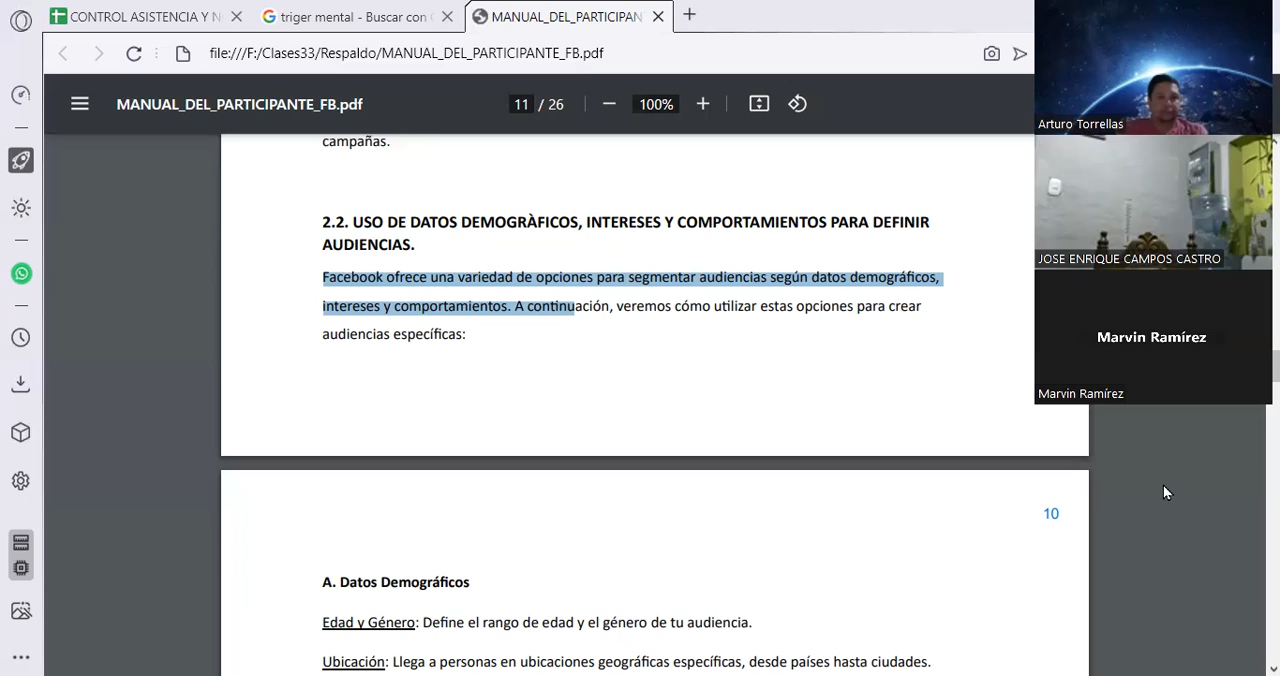 CONTROL ASISTENCIA Y N
triger mental - Buscar con
MANUAL_DEL_PARTICIPAN
file:///F:/Clases33/Respaldo/MANUAL_DEL_PARTICIPANTE_FB.pdf
MANUAL_DEL_PARTICIPANTE_FB.pdf
11 / 26
100%
campañas.
2.2. USO DE DATOS DEMOGRÀFICOS, INTERESES Y COMPORTAMIENTOS PARA DEFINIR
AUDIENCIAS.
Facebook ofrece una variedad de opciones para segmentar audiencias según datos demográficos,
intereses y comportamientos. A continuación, veremos cómo utilizar estas opciones para crear
audiencias específicas:
10
A. Datos Demográficos
Edad y Género: Define el rango de edad y el género de tu audiencia.
Ubicación: Llega a personas en ubicaciones geográficas específicas, desde países hasta ciudades.
Arturo Torrellas
JOSE ENRIQUE CAMPOS CASTRO
Marvin Ramírez
Marvin Ramírez